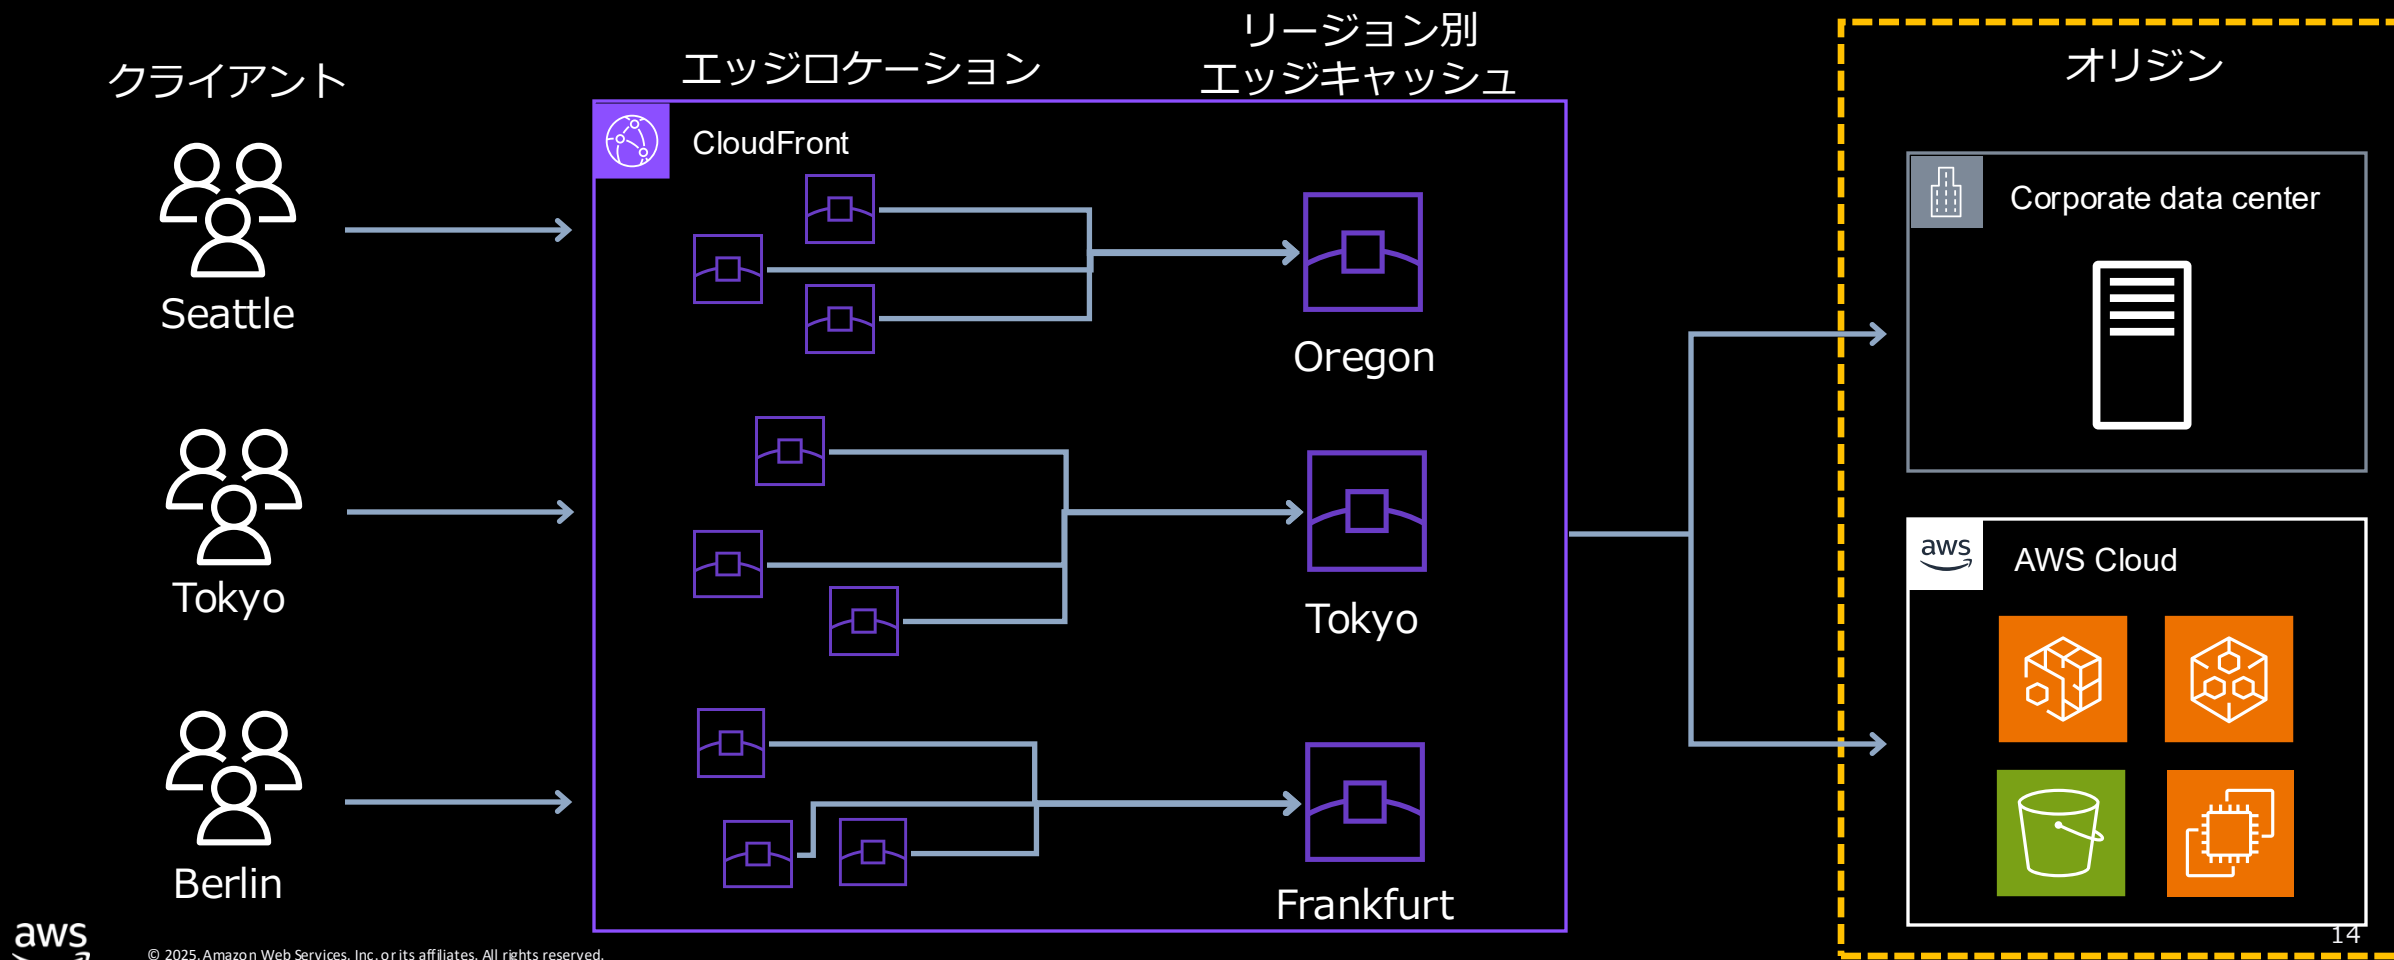 クライアント
エッジロケーション
リージョン別
エッジキャッシュ
オリジン
CloudFront
Corporate data center
Seattle
Oregon
aws
AWS Cloud
Tokyo
Tokyo
Berlin
Frankfurt
aws
© 2025, Amazon Web Services, Inc. or its affiliates. All rights reserved.
14